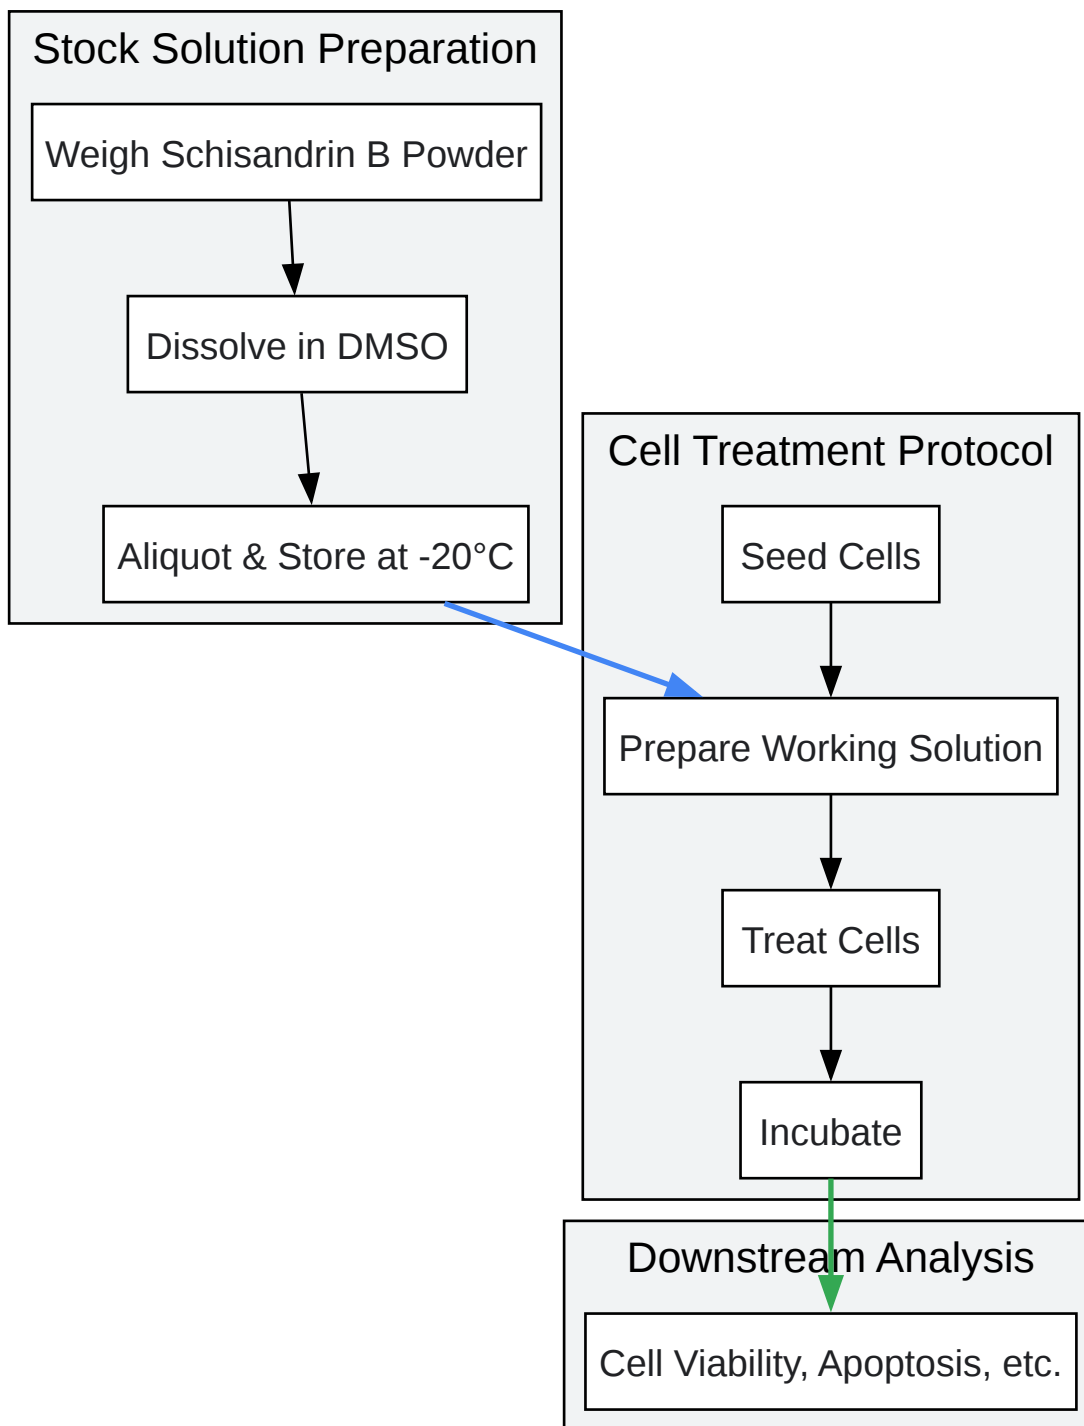 Stock Solution Preparation
Weigh Schisandrin B Powder
Dissolve in DMSO
Aliquot & Store at -20°C
Cell Treatment Protocol
Seed Cells
Prepare Working Solution
Treat Cells
Incubate
Downstream Analysis
Cell Viability, Apoptosis, etc.